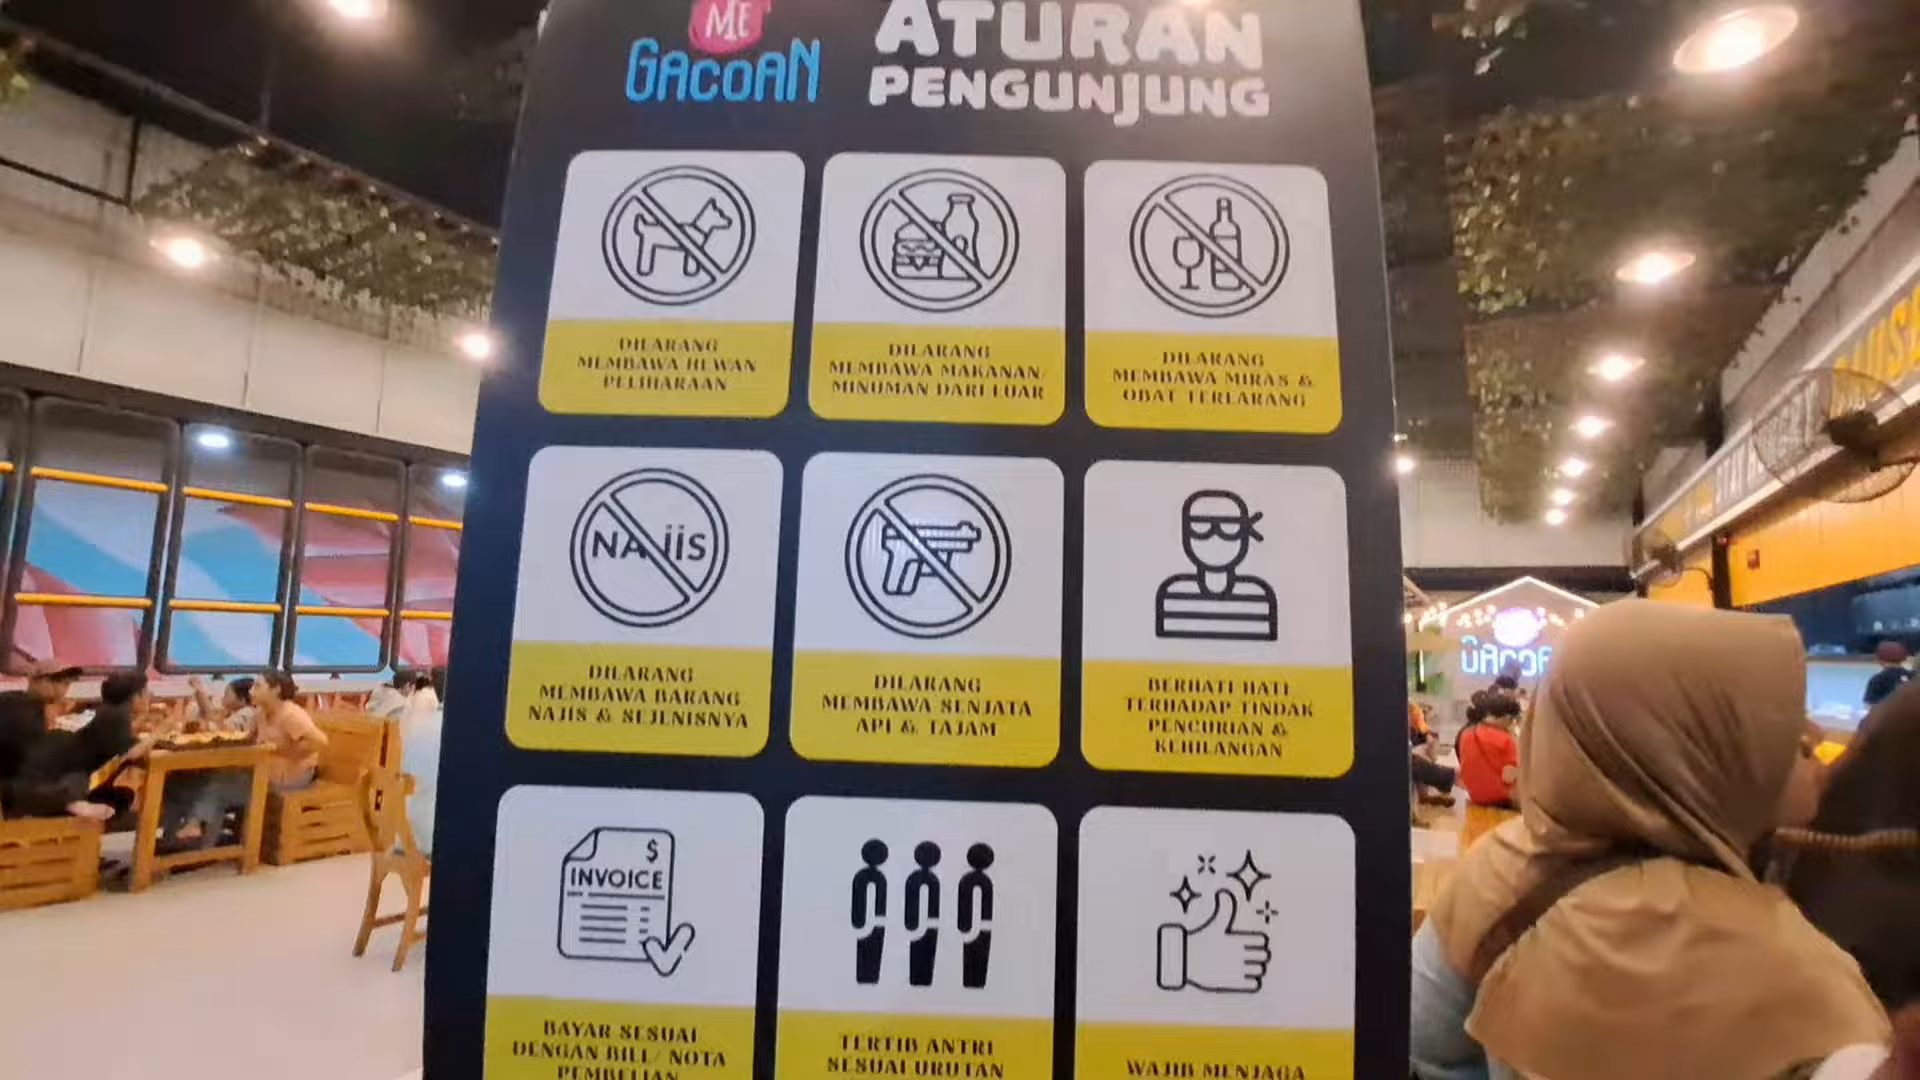 MIE
GACOAN
ATURAN
PENGUNJUNG
DILARANG
MEMBAWA HEWAN
PELIHARAAN
DILARANG
MEMBAWA MAKANAN/
MINUMAN DARI LUAR
DILARANG
MEMBAWA MIRAS &
OBAT TERLARANG
NAJIS
DILARANG
MEMBAWA BARANG
NAJIS & SEJENISNYA
DILARANG
MEMBAWA SENJATA
API & TAJAM
BERHATI HATI
TERHADAP TINDAK
PENCURIAN &
KEHILANGAN
$
INVOICE
BAYAR SESUAI
DENGAN BILL/ NOTA
PEMBELIAN
TERTIB ANTRI
SESUAI URUTAN
WAJIB MENJAGA
GACOA